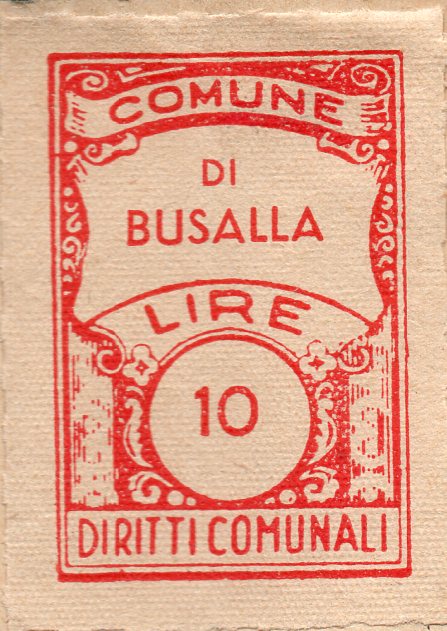 COMUNE
DI
BUSALLA
LIRE
10
DIRITTI COMUNALI